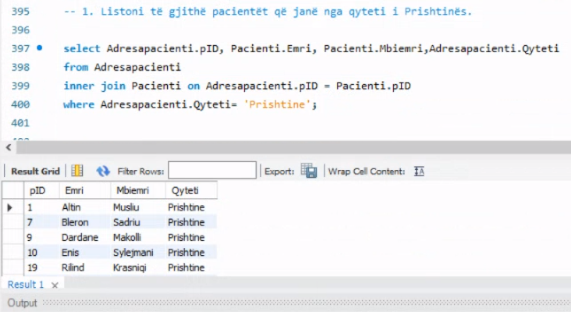 395 -- 1. Listoni të gjithë pacientët që janë nga qyteti i Prishtinës.
396
397 select Adresapacienti.pID, Pacienti.Emri, Pacienti.Mbiemri,Adresapacienti.Qyteti
398 from Adresapacienti
399 inner join Pacienti on Adresapacienti.pID = Pacienti.pID
400 where Adresapacienti.Qyteti= 'Prishtine';
401
Result Grid Filter Rows: Export: Wrap Cell Content:
pID Emri Mbiemri Qyteti
1 Altin Musliu Prishtine
7 Bleron Sadriu Prishtine
9 Dardane Makolli Prishtine
10 Enis Sylejmani Prishtine
19 Rilind Krasniqi Prishtine
Result 1
Output